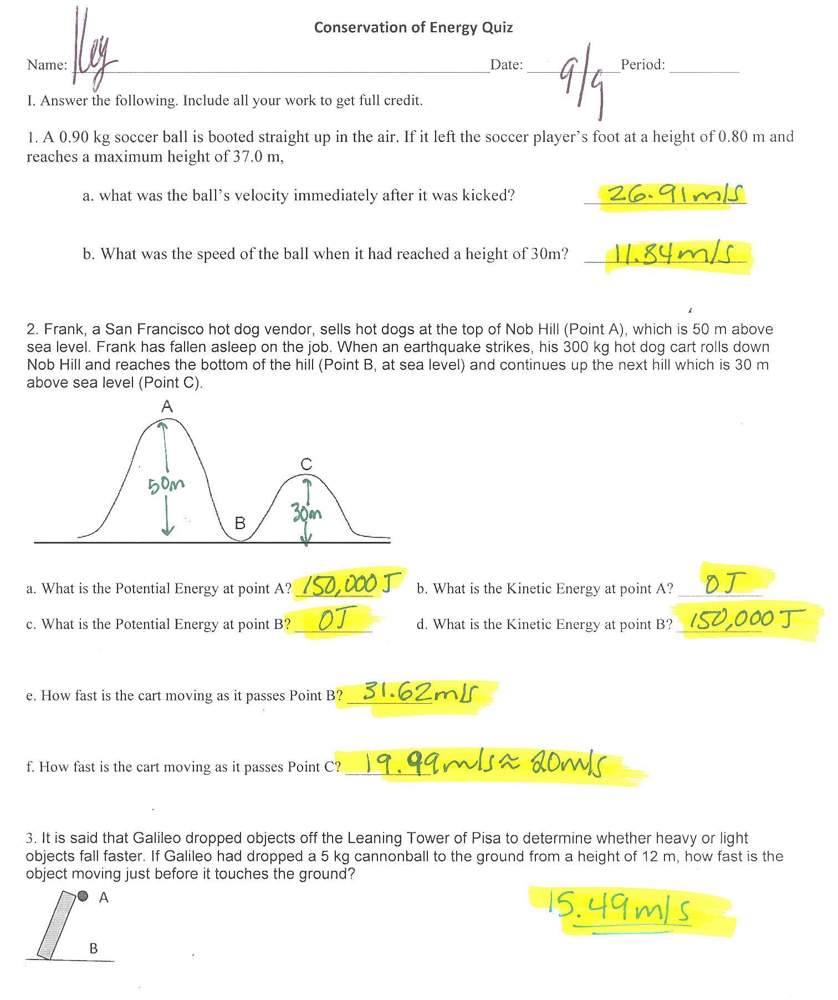 Conservation of Energy Quiz
Name: Key Date: 9/9 Period:
I. Answer the following. Include all your work to get full credit.
1. A 0.90 kg soccer ball is booted straight up in the air. If it left the soccer player's foot at a height of 0.80 m and
reaches a maximum height of 37.0 m,
a. what was the ball's velocity immediately after it was kicked? 26.91m/s
b. What was the speed of the ball when it had reached a height of 30m? 11.84m/s
2. Frank, a San Francisco hot dog vendor, sells hot dogs at the top of Nob Hill (Point A), which is 50 m above
sea level. Frank has fallen asleep on the job. When an earthquake strikes, his 300 kg hot dog cart rolls down
Nob Hill and reaches the bottom of the hill (Point B, at sea level) and continues up the next hill which is 30 m
above sea level (Point C).
A
C
50m
30m
B
a. What is the Potential Energy at point A? 150,000 J b. What is the Kinetic Energy at point A? 0 J
c. What is the Potential Energy at point B? 0J d. What is the Kinetic Energy at point B? 150,000 J
e. How fast is the cart moving as it passes Point B? 31.62m/s
f. How fast is the cart moving as it passes Point C? 19.99m/s ≈ 20m/s
3. It is said that Galileo dropped objects off the Leaning Tower of Pisa to determine whether heavy or light
objects fall faster. If Galileo had dropped a 5 kg cannonball to the ground from a height of 12 m, how fast is the
object moving just before it touches the ground?
A
15.49m/s
B